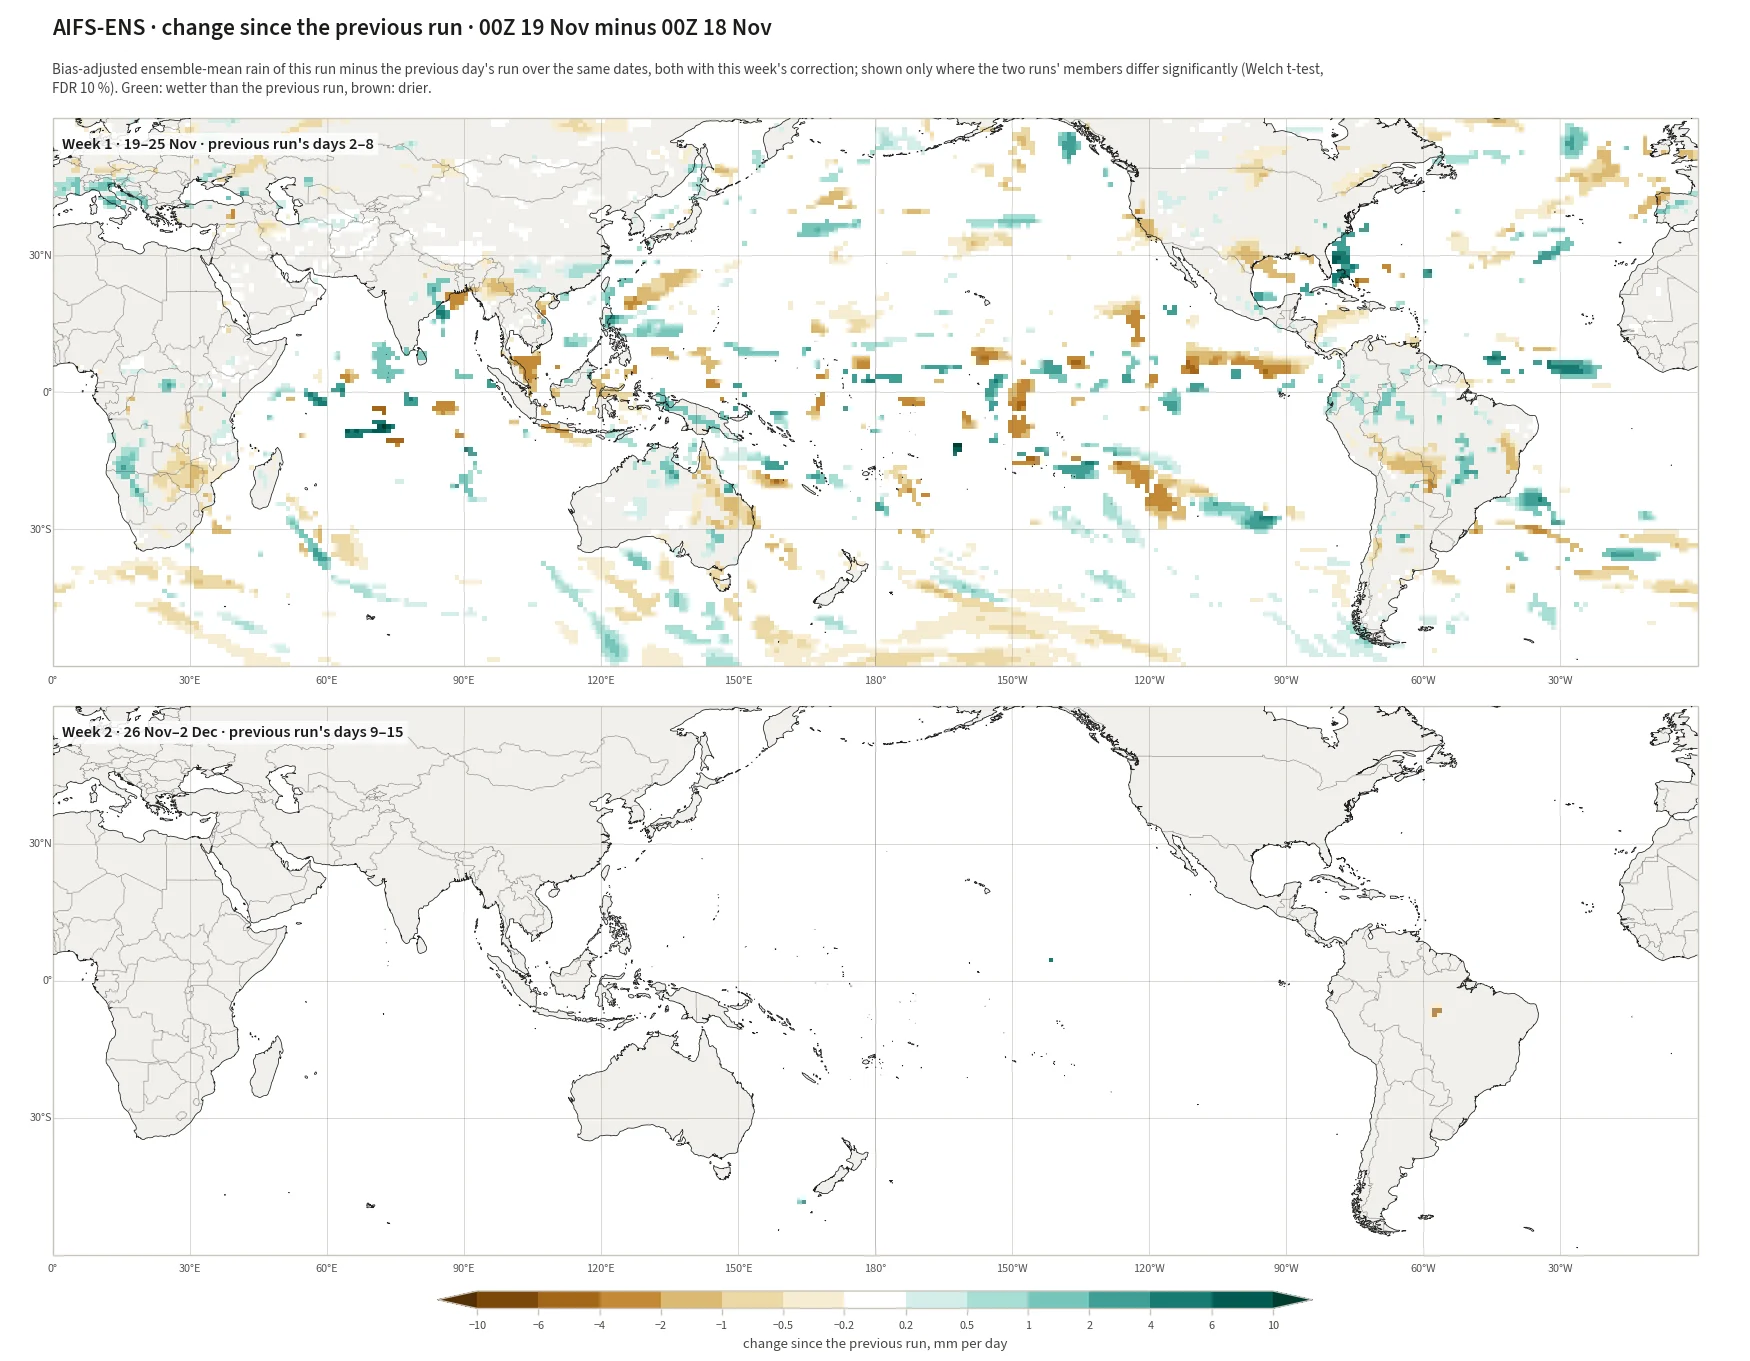 AIFS-ENS · change since the previous run · 00Z 19 Nov minus 00Z 18 Nov
Bias-adjusted ensemble-mean rain of this run minus the previous day's run over the same dates, both with this week's correction; shown only where the two runs' members differ significantly (Welch t-test,
FDR 10 %). Green: wetter than the previous run, brown: drier.
Week 1 · 19–25 Nov · previous run's days 2–8
30°N
0°
30°S
0° 30°E 60°E 90°E 120°E 150°E 180° 150°W 120°W 90°W 60°W 30°W
Week 2 · 26 Nov–2 Dec · previous run's days 9–15
30°N
0°
30°S
0° 30°E 60°E 90°E 120°E 150°E 180° 150°W 120°W 90°W 60°W 30°W
−10 −6 −4 −2 −1 −0.5 −0.2 0.2 0.5 1 2 4 6 10
change since the previous run, mm per day